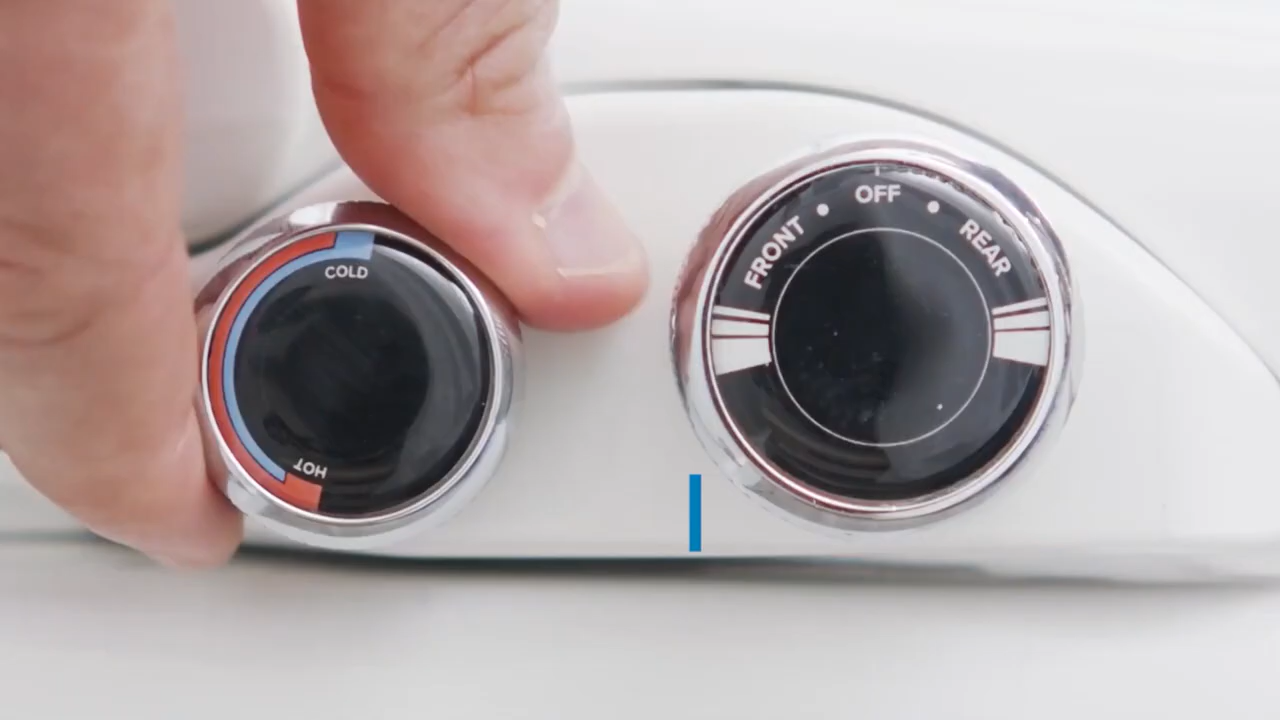 COLD
HOT
FRONT • OFF • REAR